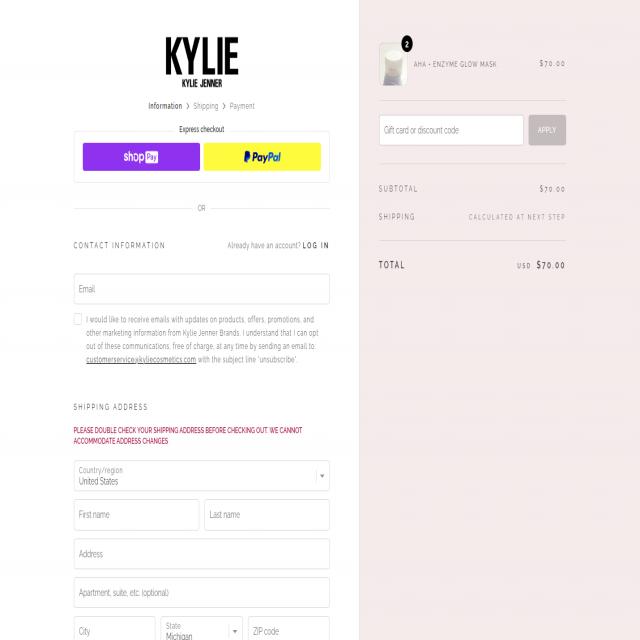 KYLIE
KYLIE JENNER
Information > Shipping > Payment
Express checkout
shop Pay
PayPal
OR
CONTACT INFORMATION
Already have an account? LOG IN
Email
I would like to receive emails with updates on products, offers, promotions, and
other marketing information from Kylie Jenner Brands. I understand that I can opt
out of these communications, free of charge, at any time by sending an email to:
customerservice@kyliecosmetics.com with the subject line "unsubscribe".
SHIPPING ADDRESS
PLEASE DOUBLE CHECK YOUR SHIPPING ADDRESS BEFORE CHECKING OUT. WE CANNOT
ACCOMMODATE ADDRESS CHANGES
Country/region
United States
First name
Last name
Address
Apartment, suite, etc. (optional)
City
State
Michigan
ZIP code
2
AHA + ENZYME GLOW MASK
$70.00
Gift card or discount code
APPLY
SUBTOTAL
$70.00
SHIPPING
CALCULATED AT NEXT STEP
TOTAL
USD $70.00